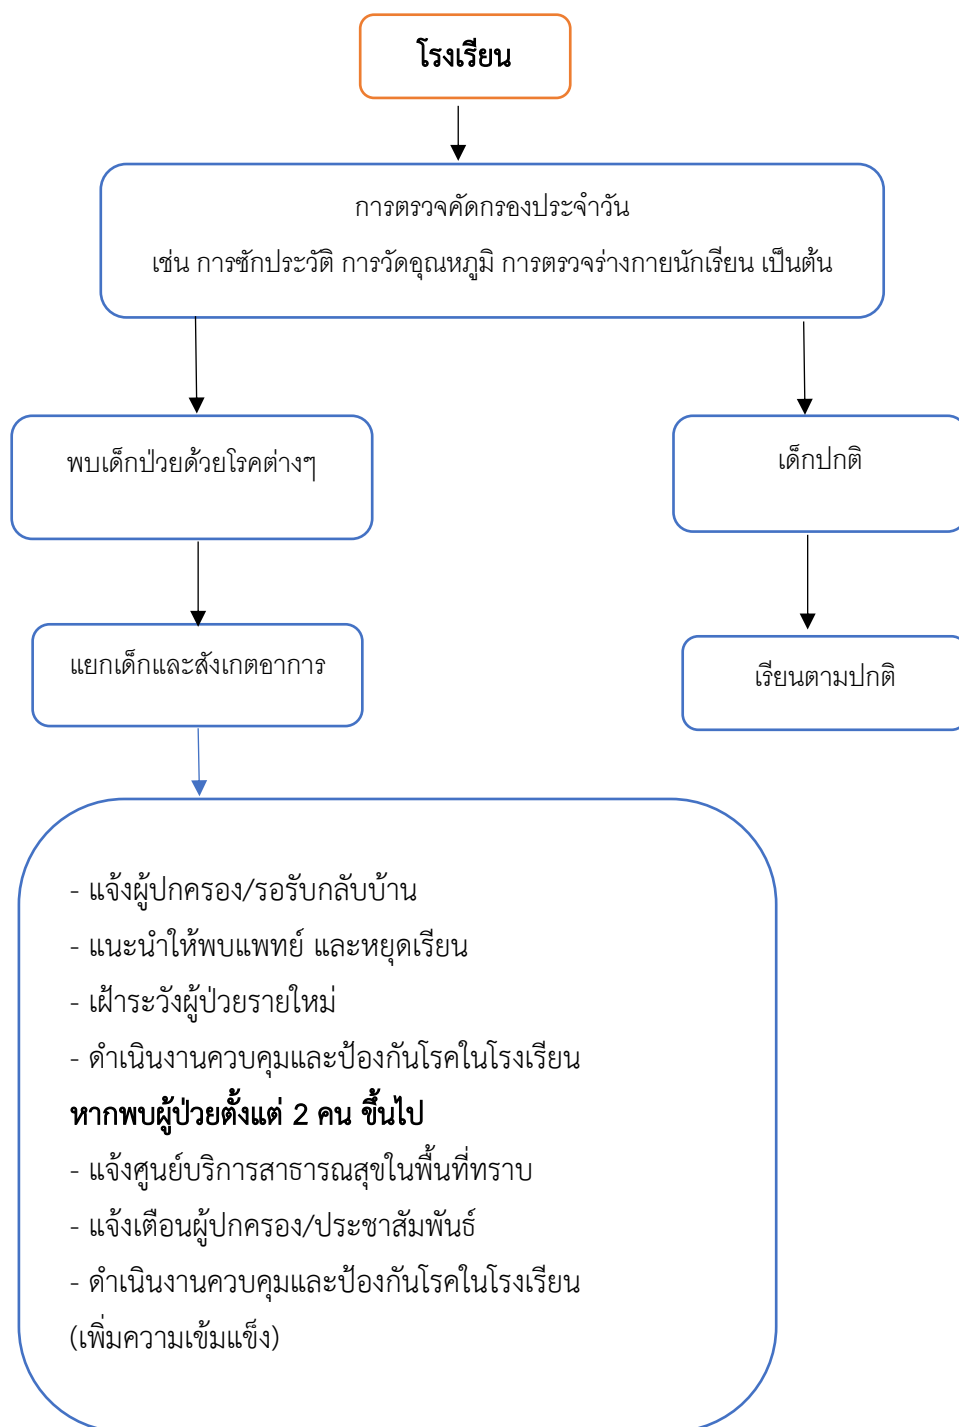 โรงเรียน
การตรวจคัดกรองประจำวัน
เช่น การซักประวัติ การวัดอุณหภูมิ การตรวจร่างกายนักเรียน เป็นต้น
พบเด็กป่วยด้วยโรคต่างๆ
เด็กปกติ
แยกเด็กและสังเกตอาการ
เรียนตามปกติ
- แจ้งผู้ปกครอง/รอรับกลับบ้าน
- แนะนำให้พบแพทย์ และหยุดเรียน
- เฝ้าระวังผู้ป่วยรายใหม่
- ดำเนินงานควบคุมและป้องกันโรคในโรงเรียน
หากพบผู้ป่วยตั้งแต่ 2 คน ขึ้นไป
- แจ้งศูนย์บริการสาธารณสุขในพื้นที่ทราบ
- แจ้งเตือนผู้ปกครอง/ประชาสัมพันธ์
- ดำเนินงานควบคุมและป้องกันโรคในโรงเรียน
(เพิ่มความเข้มแข็ง)